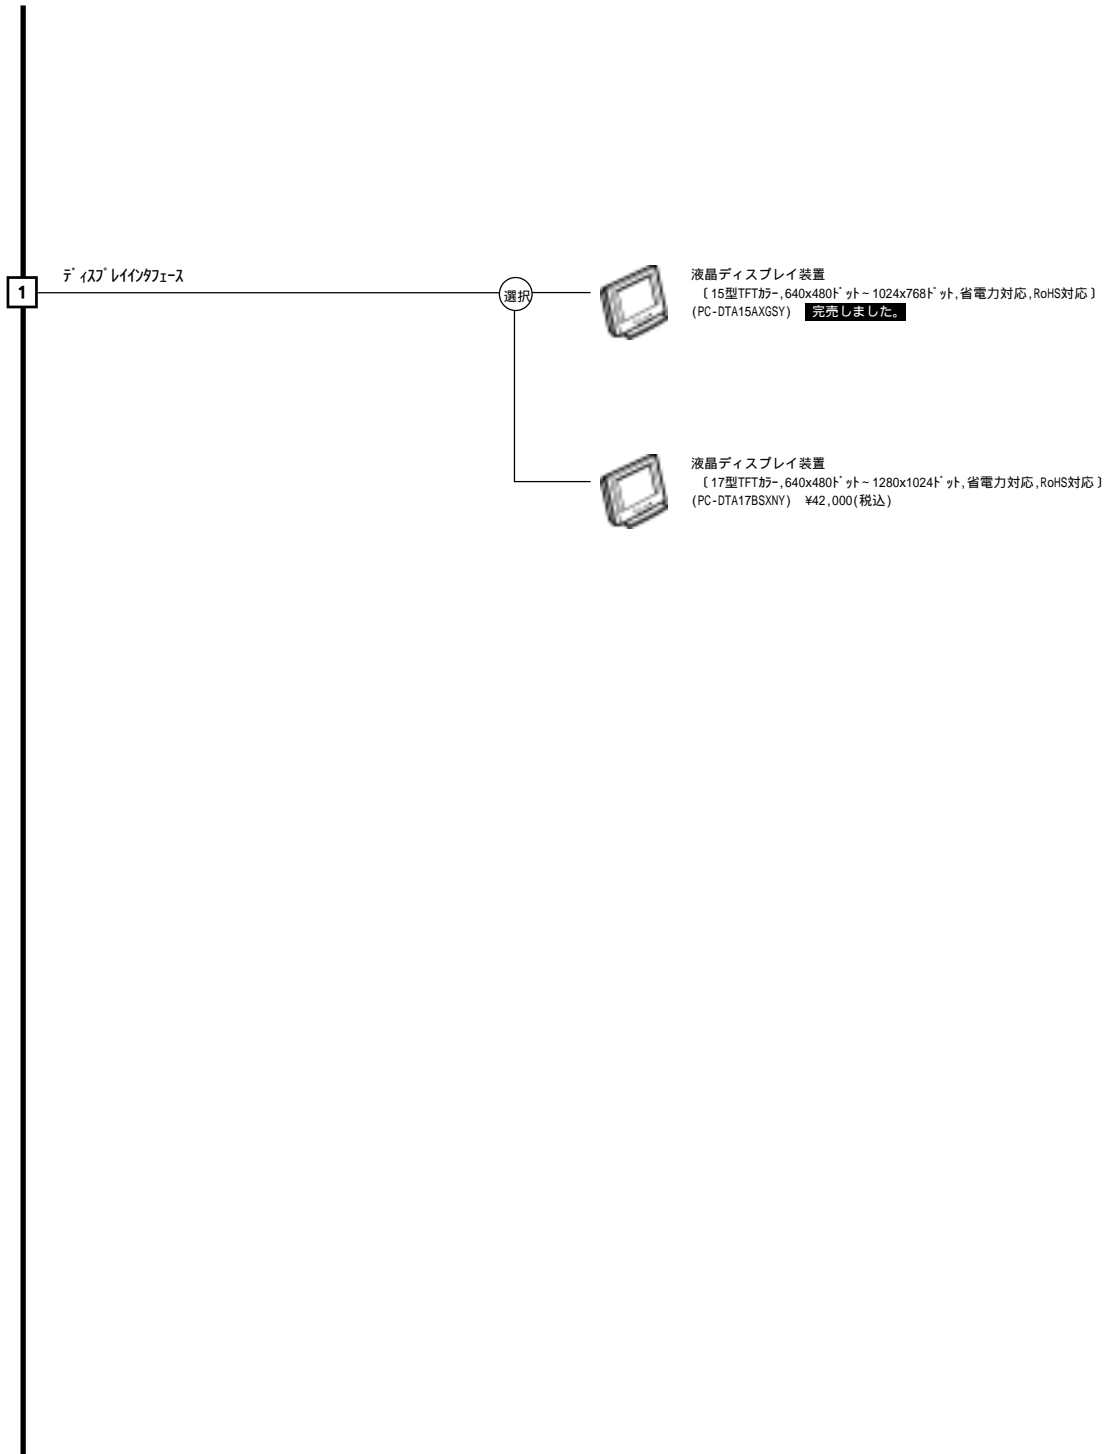 ﾃﾞｨｽﾌﾟﾚｲｲﾝﾀﾌｪｰｽ
1
選択
液晶ディスプレイ装置
〔15型TFTｶﾗｰ,640x480ﾄﾞｯﾄ~1024x768ﾄﾞｯﾄ,省電力対応,RoHS対応〕
(PC-DTA15AXGSY) 完売しました。
液晶ディスプレイ装置
〔17型TFTｶﾗｰ,640x480ﾄﾞｯﾄ~1280x1024ﾄﾞｯﾄ,省電力対応,RoHS対応〕
(PC-DTA17BSXNY) ¥42,000(税込)